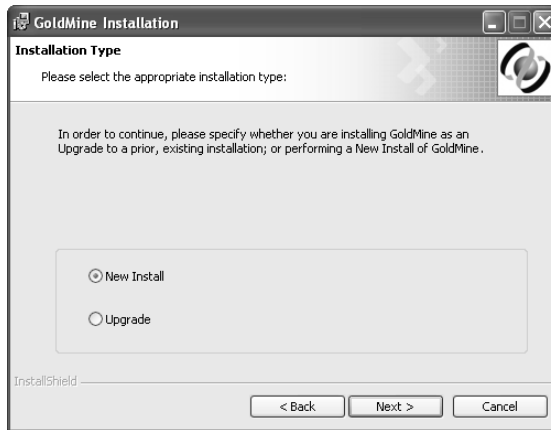 GoldMine Installation
Installation Type
Please select the appropriate installation type:
In order to continue, please specify whether you are installing GoldMine as an
Upgrade to a prior, existing installation; or performing a New Install of GoldMine.
New Install
Upgrade
InstallShield
< Back
Next >
Cancel